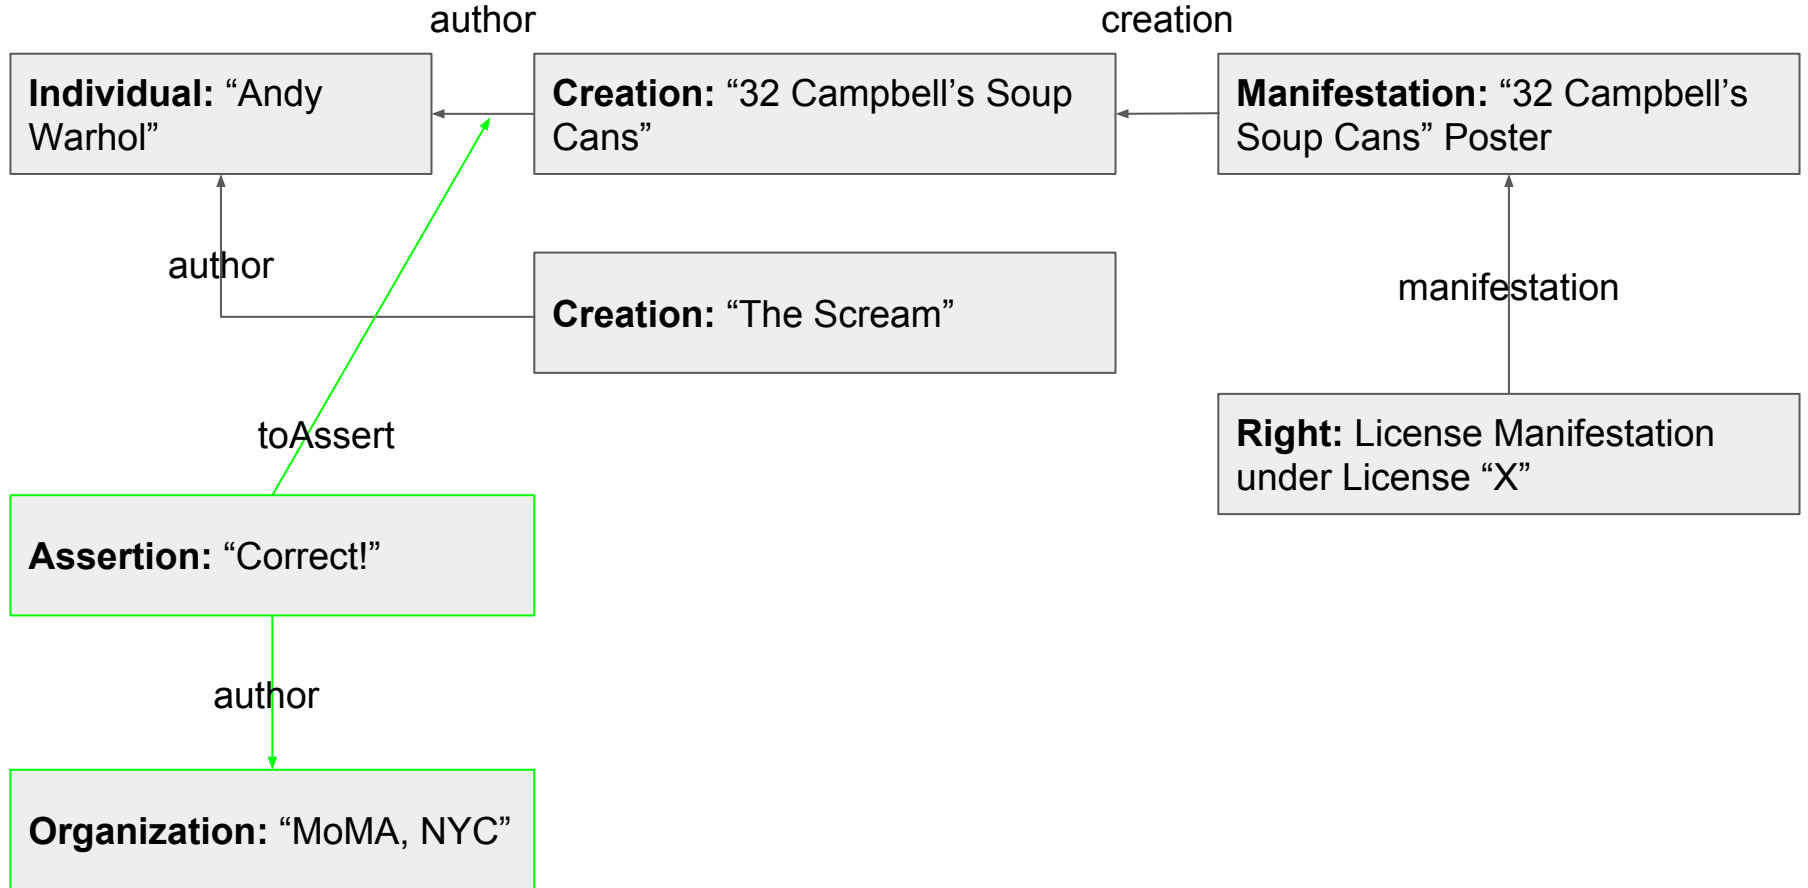 author
creation
Individual: “Andy
Warhol”
Creation: “32 Campbell’s Soup
Cans”
Manifestation: “32 Campbell’s
Soup Cans” Poster
author
Creation: “The Scream”
manifestation
toAssert
Right: License Manifestation
under License “X”
Assertion: “Correct!”
author
Organization: “MoMA, NYC”